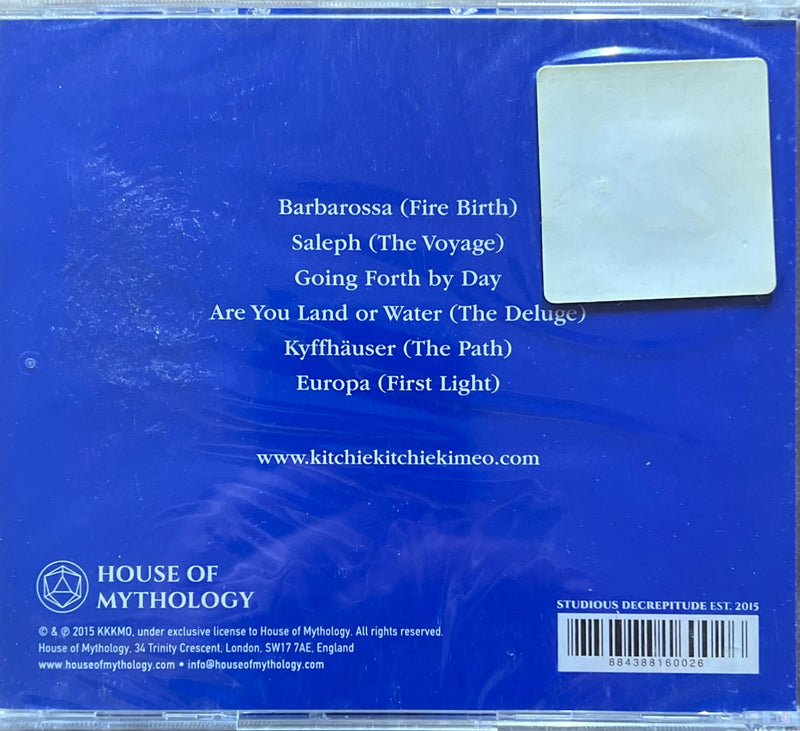 Barbarossa (Fire Birth)
Saleph (The Voyage)
Going Forth by Day
Are You Land or Water (The Deluge)
Kyffhäuser (The Path)
Europa (First Light)
www.kitchiekitchiekimeo.com
HOUSE OF
MYTHOLOGY
© & ℗ 2015 KKKMO, under exclusive license to House of Mythology. All rights reserved.
House of Mythology, 34 Trinity Crescent, London, SW17 7AE, England
www.houseofmythology.com • info@houseofmythology.com
STUDIOUS DECREPITUDE EST. 2015
884388160026